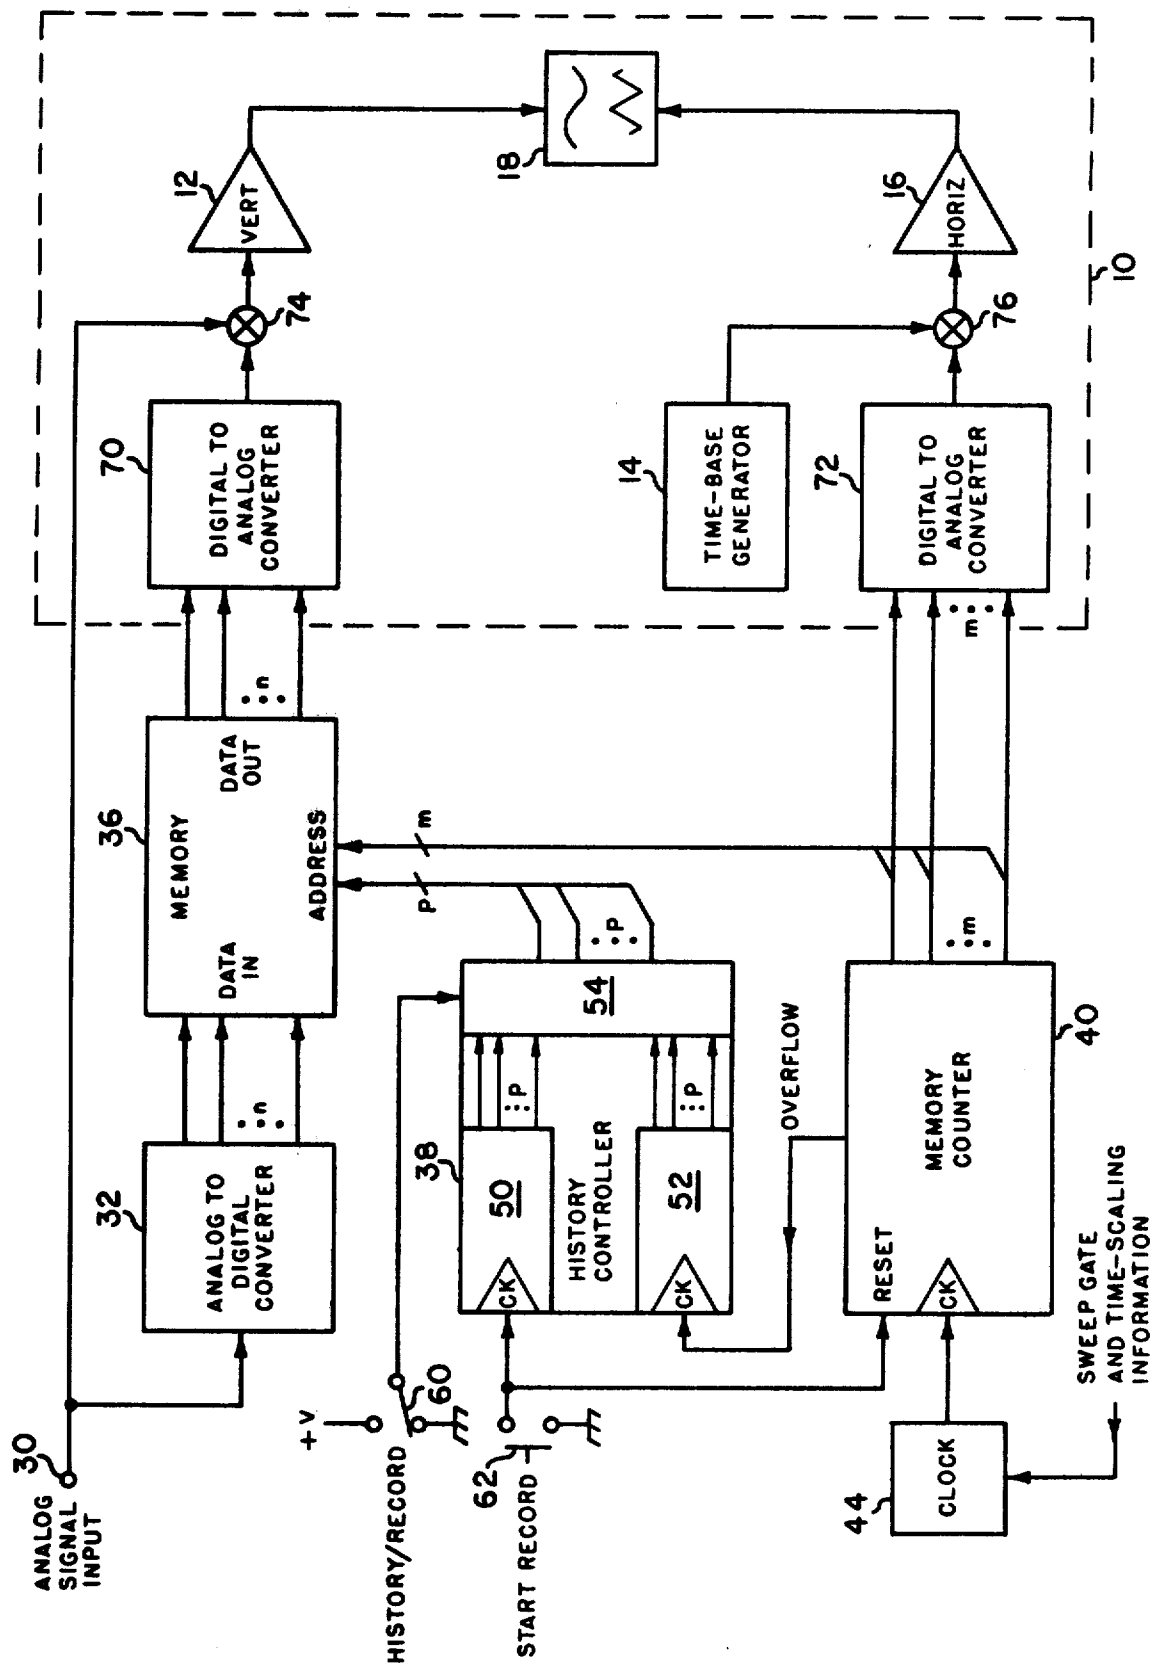 ANALOG
SIGNAL
INPUT
30
32
ANALOG TO
DIGITAL
CONVERTER
n
36
MEMORY
DATA
IN
DATA
OUT
ADDRESS
n
70
DIGITAL TO
ANALOG
CONVERTER
74
12
VERT
18
10
14
TIME-BASE
GENERATOR
72
DIGITAL TO
ANALOG
CONVERTER
76
16
HORIZ
m
p
m
+V
HISTORY/RECORD
60
62
START RECORD
38
CK
50
HISTORY
CONTROLLER
CK
52
P
P
54
P
OVERFLOW
RESET
CK
MEMORY
COUNTER
40
m
44
CLOCK
SWEEP GATE
AND TIME-SCALING
INFORMATION